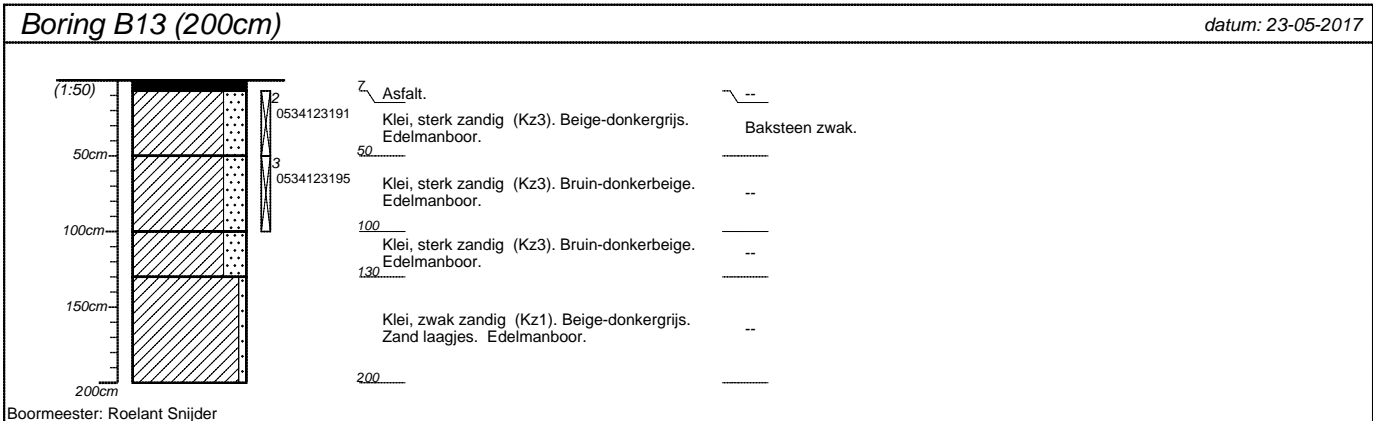 Boring B13 (200cm)
datum: 23-05-2017
(1:50)
50cm
100cm
150cm
200cm
2
0534123191
3
0534123195
7
Asfalt.
--
Klei, sterk zandig (Kz3). Beige-donkergrijs.
Edelmanboor.
Baksteen zwak.
50
Klei, sterk zandig (Kz3). Bruin-donkerbeige.
Edelmanboor.
--
100
Klei, sterk zandig (Kz3). Bruin-donkerbeige.
Edelmanboor.
--
130
Klei, zwak zandig (Kz1). Beige-donkergrijs.
Zand laagjes. Edelmanboor.
--
200
Boormeester: Roelant Snijder